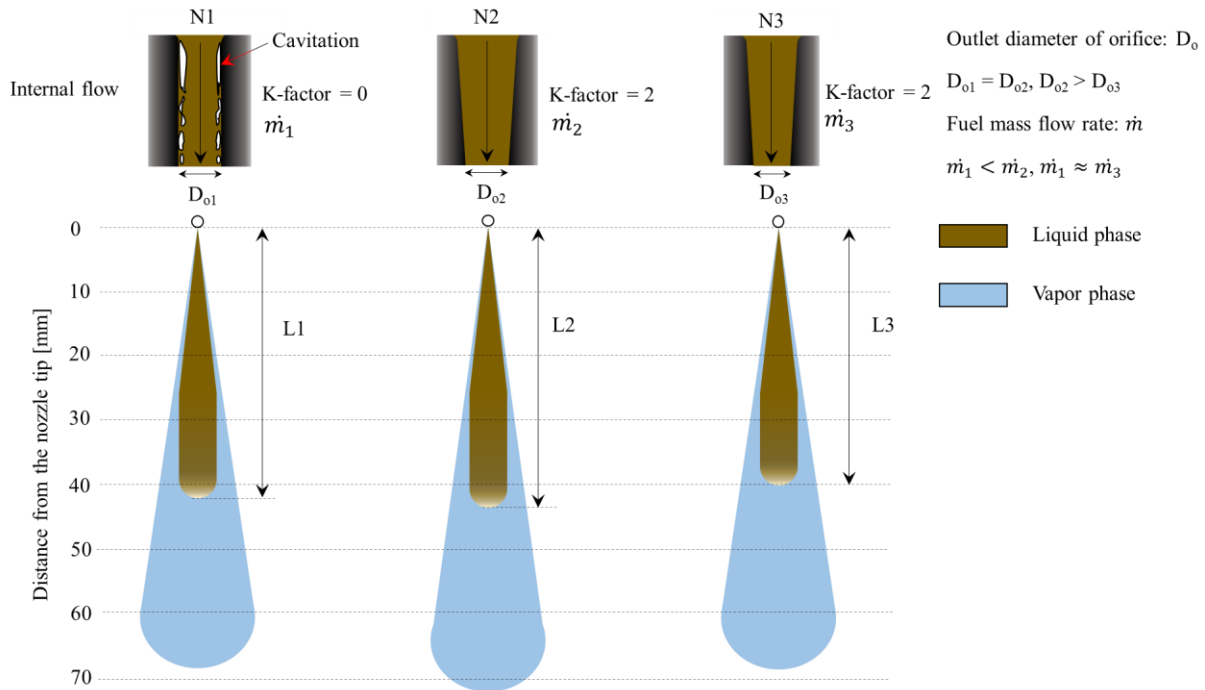 N1
N2
N3
Cavitation
Internal flow
K-factor = 0
ṁ₁
K-factor = 2
ṁ₂
K-factor = 2
ṁ₃
Outlet diameter of orifice: Dₒ
Dₒ₁ = Dₒ₂, Dₒ₂ > Dₒ₃
Fuel mass flow rate: ṁ
ṁ₁ < ṁ₂, ṁ₁ ≈ ṁ₃
Dₒ₁
Dₒ₂
Dₒ₃
Liquid phase
Vapor phase
Distance from the nozzle tip [mm]
0
10
20
30
40
50
60
70
L1
L2
L3